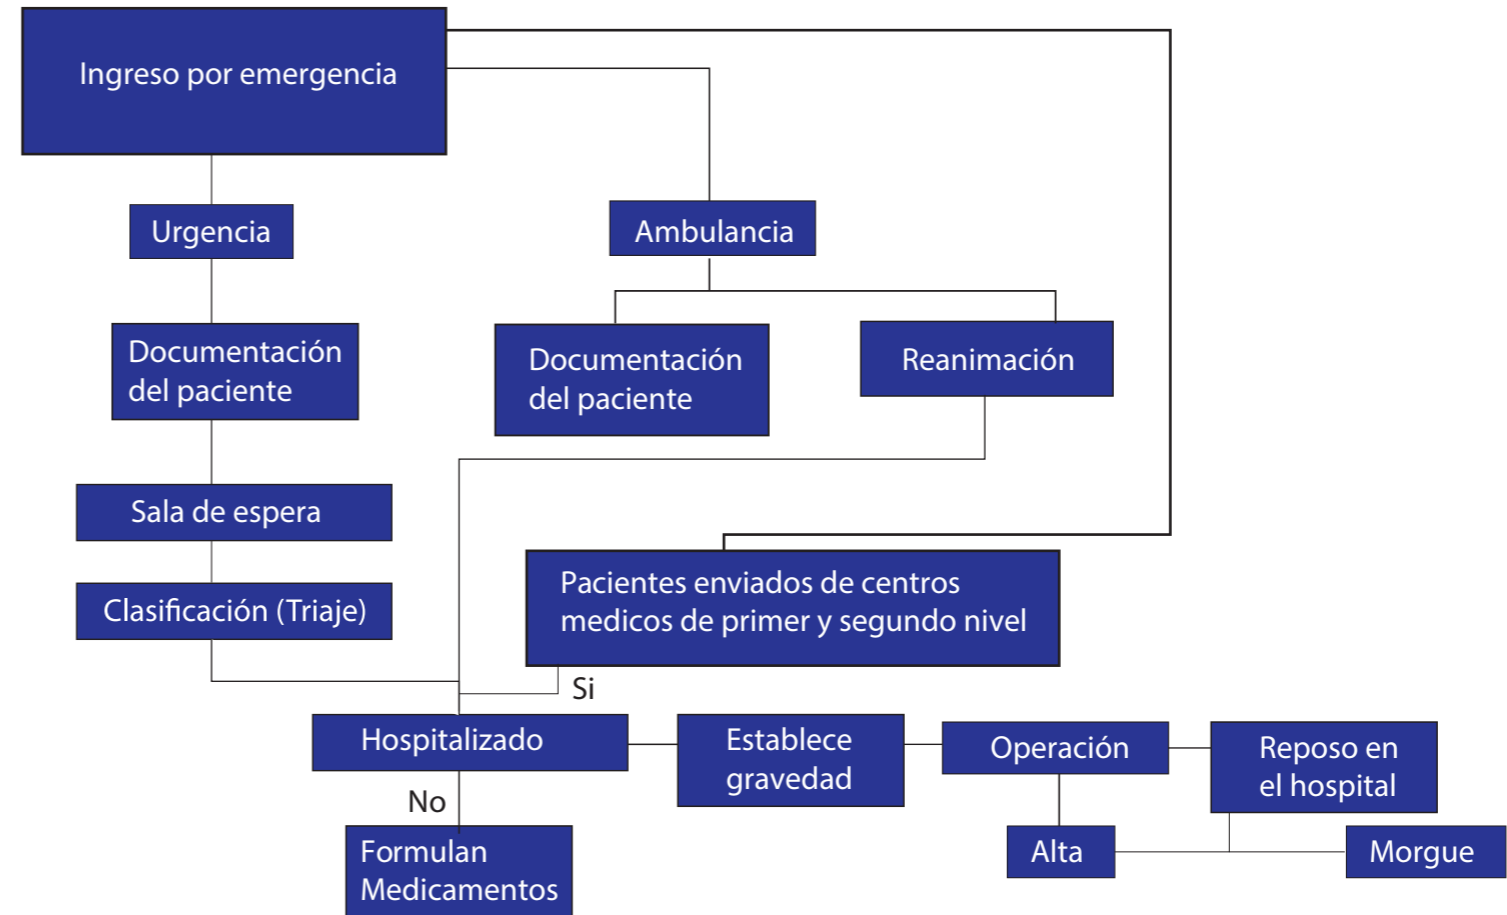 Ingreso por emergencia
Urgencia
Ambulancia
Documentación
del paciente
Documentación
del paciente
Reanimación
Sala de espera
Clasificación (Triaje)
Pacientes enviados de centros
medicos de primer y segundo nivel
Si
Hospitalizado
Establece
gravedad
Operación
Reposo en
el hospital
No
Formulan
Medicamentos
Alta
Morgue